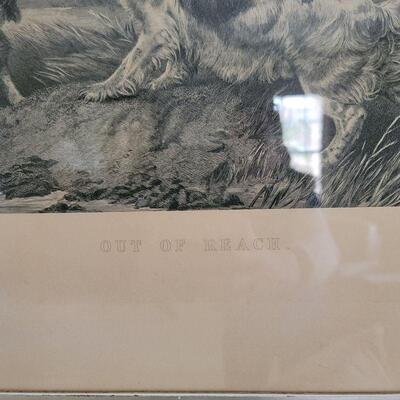 OUT OF REACH.